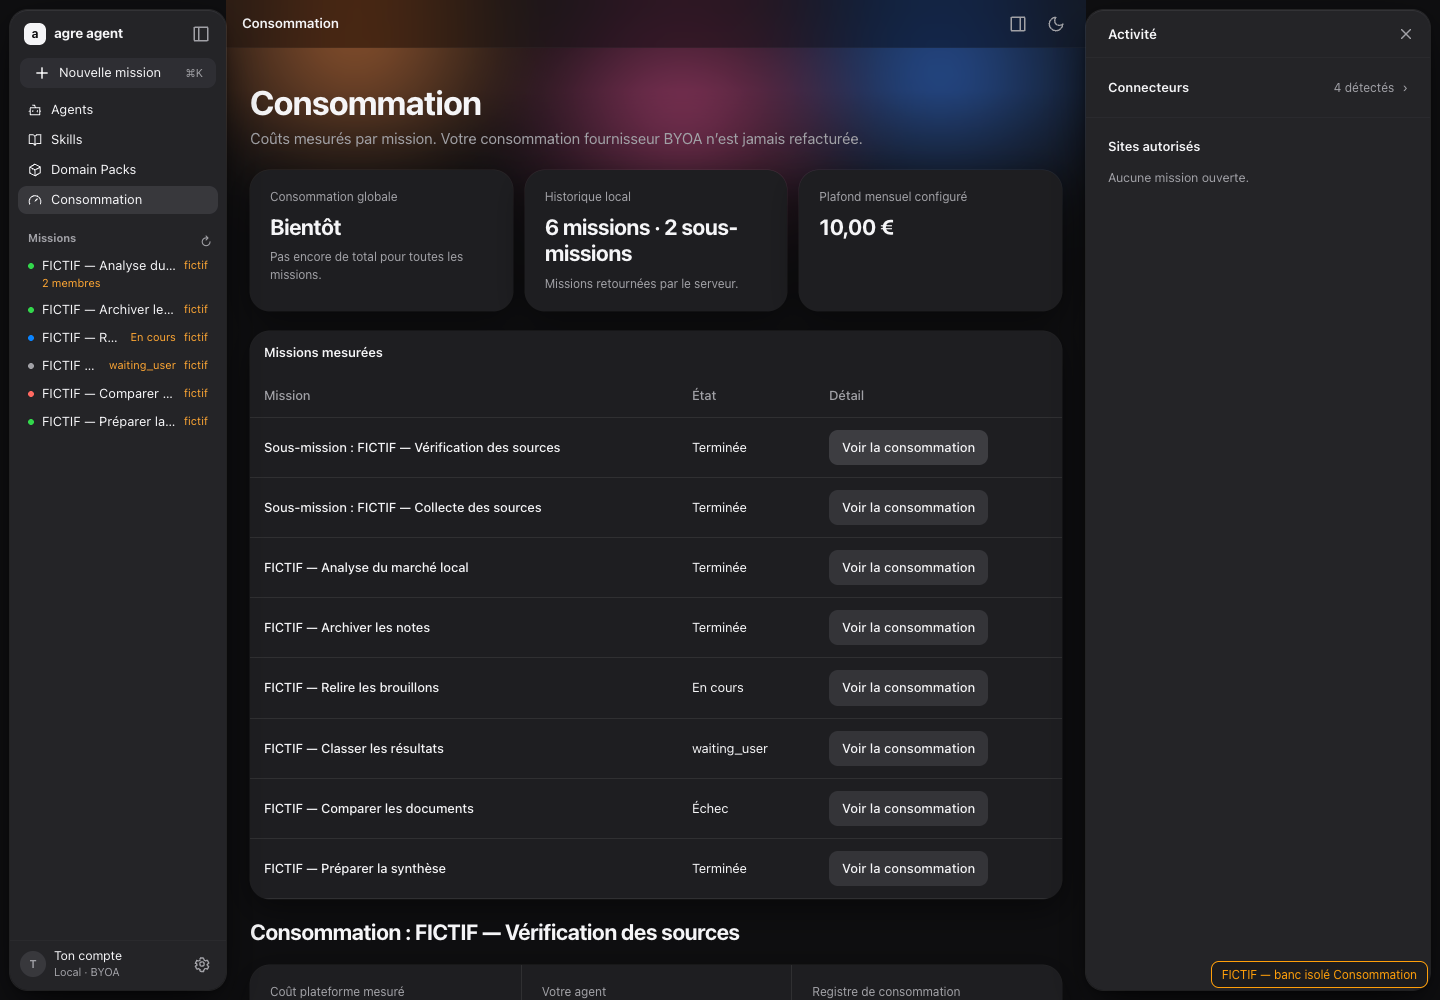 a agre agent
Nouvelle mission ⌘K
Agents
Skills
Domain Packs
Consommation
Missions
FICTIF — Analyse du... fictif
2 membres
FICTIF — Archiver le... fictif
FICTIF — R... En cours fictif
FICTIF ... waiting_user fictif
FICTIF — Comparer ... fictif
FICTIF — Préparer la... fictif
T Ton compte
Local · BYOA
Consommation
Consommation
Coûts mesurés par mission. Votre consommation fournisseur BYOA n'est jamais refacturée.
Consommation globale
Bientôt
Pas encore de total pour toutes les
missions.
Historique local
6 missions · 2 sous-
missions
Missions retournées par le serveur.
Plafond mensuel configuré
10,00 €
Missions mesurées
Mission État Détail
Sous-mission : FICTIF — Vérification des sources Terminée Voir la consommation
Sous-mission : FICTIF — Collecte des sources Terminée Voir la consommation
FICTIF — Analyse du marché local Terminée Voir la consommation
FICTIF — Archiver les notes Terminée Voir la consommation
FICTIF — Relire les brouillons En cours Voir la consommation
FICTIF — Classer les résultats waiting_user Voir la consommation
FICTIF — Comparer les documents Échec Voir la consommation
FICTIF — Préparer la synthèse Terminée Voir la consommation
Consommation : FICTIF — Vérification des sources
Coût plateforme mesuré Votre agent Registre de consommation
Activité
Connecteurs 4 détectés ›
Sites autorisés
Aucune mission ouverte.
FICTIF — banc isolé Consommation